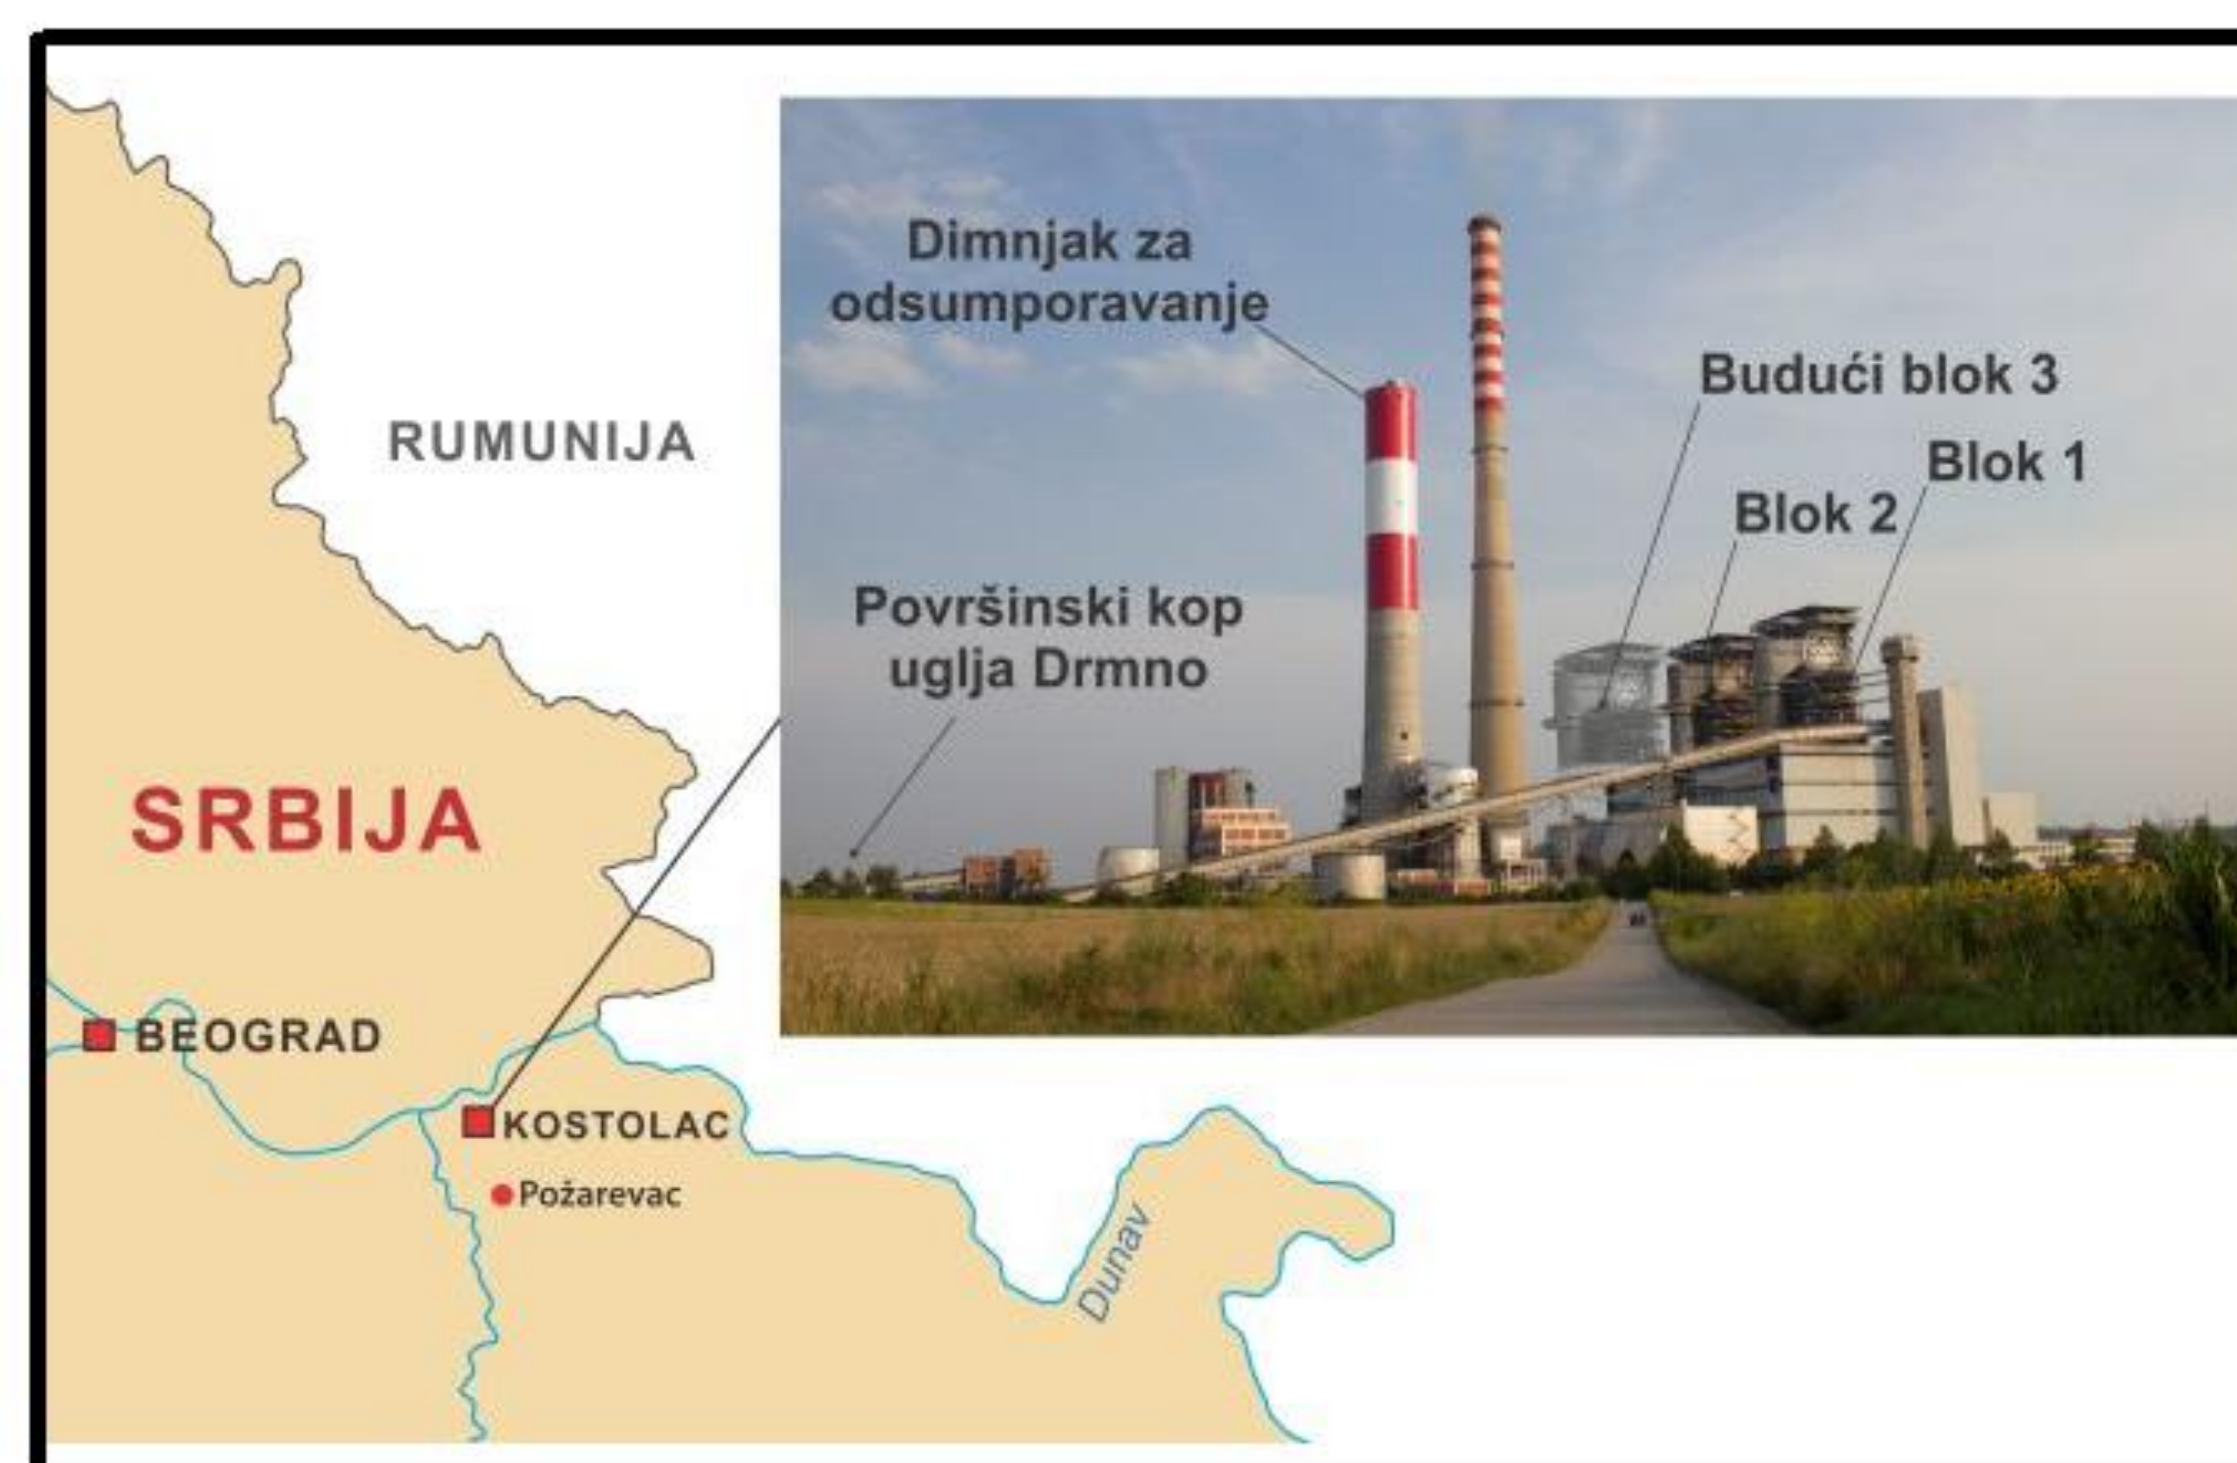 Dimnjak za
odsumporavanje
Budući blok 3
RUMUNIJA
Blok 1
Blok 2
Površinski kop
uglja Drmno
SRBIJA
BEOGRAD
KOSTOLAC
Požarevac
Dunav